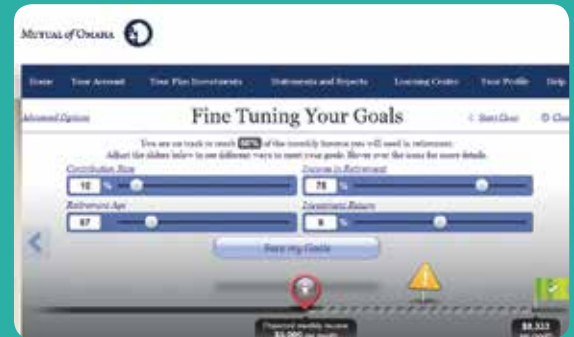 MUTUAL of OMAHA
Home Your Account Your Plan Investments Statements and Reports Learning Center Your Profile Help
Advanced Options Fine Tuning Your Goals Start Over
You are on track to reach 60% of the monthly income you will need in retirement.
Adjust the sliders below to see different ways to meet your goals. Hover over the icons for more details.
Contribution Rate Income in Retirement
10 % 78 %
Retirement Age Investment Return
67 6 %
Save my Goals
Projected monthly income
per month